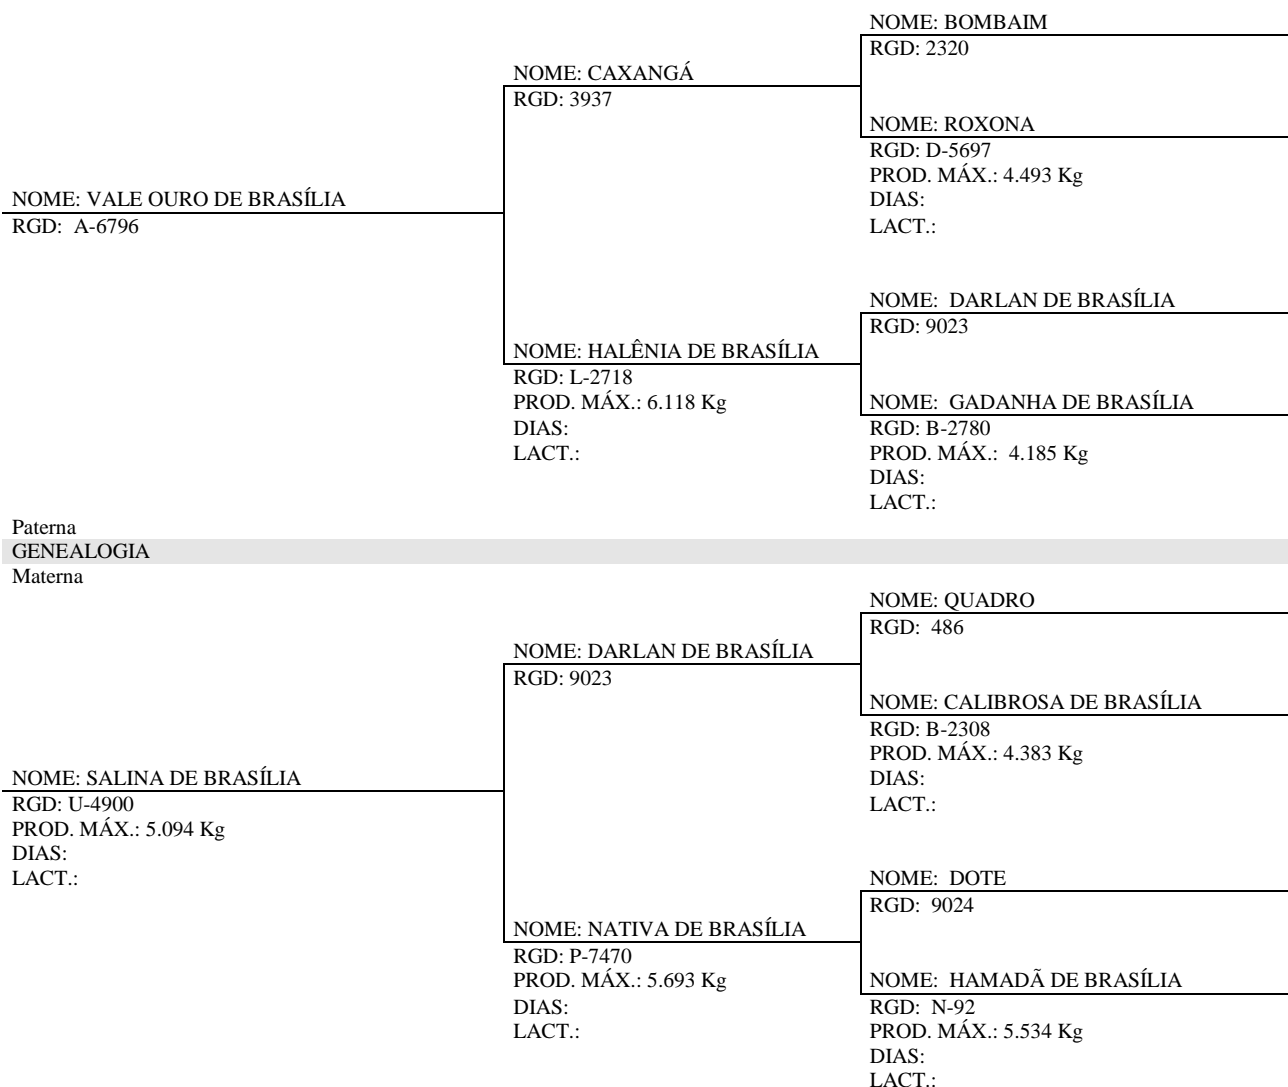 NOME: BOMBAIM
RGD: 2320
NOME: CAXANGÁ
RGD: 3937
NOME: ROXONA
RGD: D-5697
PROD. MÁX.: 4.493 Kg
DIAS:
LACT.:
NOME: VALE OURO DE BRASÍLIA
RGD: A-6796
NOME: DARLAN DE BRASÍLIA
RGD: 9023
NOME: HALÊNIA DE BRASÍLIA
RGD: L-2718
PROD. MÁX.: 6.118 Kg
DIAS:
LACT.:
NOME: GADANHA DE BRASÍLIA
RGD: B-2780
PROD. MÁX.: 4.185 Kg
DIAS:
LACT.:
Paterna
GENEALOGIA
Materna
NOME: QUADRO
RGD: 486
NOME: DARLAN DE BRASÍLIA
RGD: 9023
NOME: CALIBROSA DE BRASÍLIA
RGD: B-2308
PROD. MÁX.: 4.383 Kg
DIAS:
LACT.:
NOME: SALINA DE BRASÍLIA
RGD: U-4900
PROD. MÁX.: 5.094 Kg
DIAS:
LACT.:
NOME: DOTE
RGD: 9024
NOME: NATIVA DE BRASÍLIA
RGD: P-7470
PROD. MÁX.: 5.693 Kg
DIAS:
LACT.:
NOME: HAMADÃ DE BRASÍLIA
RGD: N-92
PROD. MÁX.: 5.534 Kg
DIAS:
LACT.: